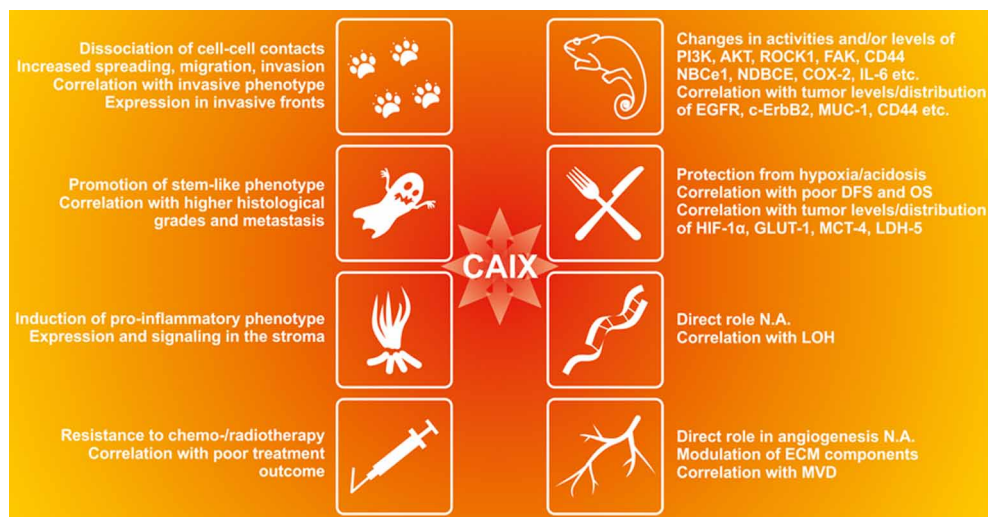 Dissociation of cell-cell contacts
Increased spreading, migration, invasion
Correlation with invasive phenotype
Expression in invasive fronts
Changes in activities and/or levels of
PI3K, AKT, ROCK1, FAK, CD44
NBCe1, NDBCE, COX-2, IL-6 etc.
Correlation with tumor levels/distribution
of EGFR, c-ErbB2, MUC-1, CD44 etc.
Promotion of stem-like phenotype
Correlation with higher histological
grades and metastasis
Protection from hypoxia/acidosis
Correlation with poor DFS and OS
Correlation with tumor levels/distribution
of HIF-1α, GLUT-1, MCT-4, LDH-5
CAIX
Induction of pro-inflammatory phenotype
Expression and signaling in the stroma
Direct role N.A.
Correlation with LOH
Resistance to chemo-/radiotherapy
Correlation with poor treatment
outcome
Direct role in angiogenesis N.A.
Modulation of ECM components
Correlation with MVD